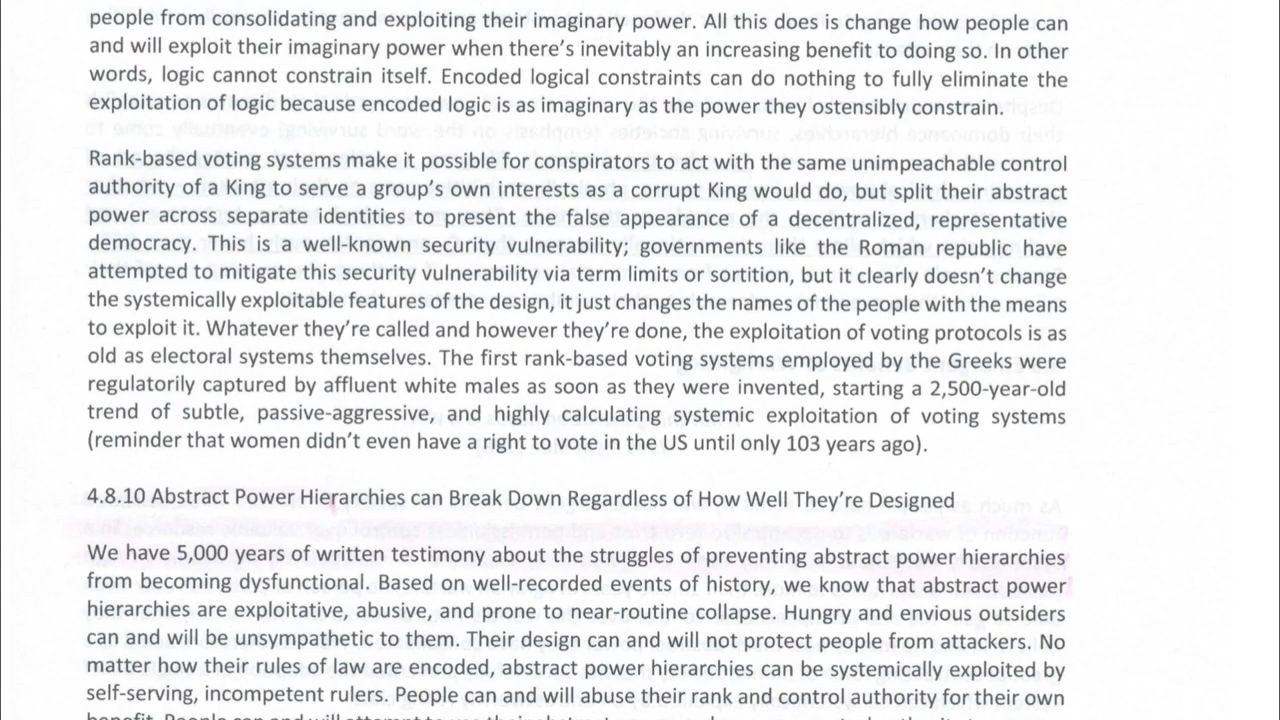 people from consolidating and exploiting their imaginary power. All this does is change how people can
and will exploit their imaginary power when there's inevitably an increasing benefit to doing so. In other
words, logic cannot constrain itself. Encoded logical constraints can do nothing to fully eliminate the
exploitation of logic because encoded logic is as imaginary as the power they ostensibly constrain.
Rank-based voting systems make it possible for conspirators to act with the same unimpeachable control
authority of a King to serve a group's own interests as a corrupt King would do, but split their abstract
power across separate identities to present the false appearance of a decentralized, representative
democracy. This is a well-known security vulnerability; governments like the Roman republic have
attempted to mitigate this security vulnerability via term limits or sortition, but it clearly doesn't change
the systemically exploitable features of the design, it just changes the names of the people with the means
to exploit it. Whatever they're called and however they're done, the exploitation of voting protocols is as
old as electoral systems themselves. The first rank-based voting systems employed by the Greeks were
regulatorily captured by affluent white males as soon as they were invented, starting a 2,500-year-old
trend of subtle, passive-aggressive, and highly calculating systemic exploitation of voting systems
(reminder that women didn't even have a right to vote in the US until only 103 years ago).
4.8.10 Abstract Power Hierarchies can Break Down Regardless of How Well They're Designed
We have 5,000 years of written testimony about the struggles of preventing abstract power hierarchies
from becoming dysfunctional. Based on well-recorded events of history, we know that abstract power
hierarchies are exploitative, abusive, and prone to near-routine collapse. Hungry and envious outsiders
can and will be unsympathetic to them. Their design can and will not protect people from attackers. No
matter how their rules of law are encoded, abstract power hierarchies can be systemically exploited by
self-serving, incompetent rulers. People can and will abuse their rank and control authority for their own